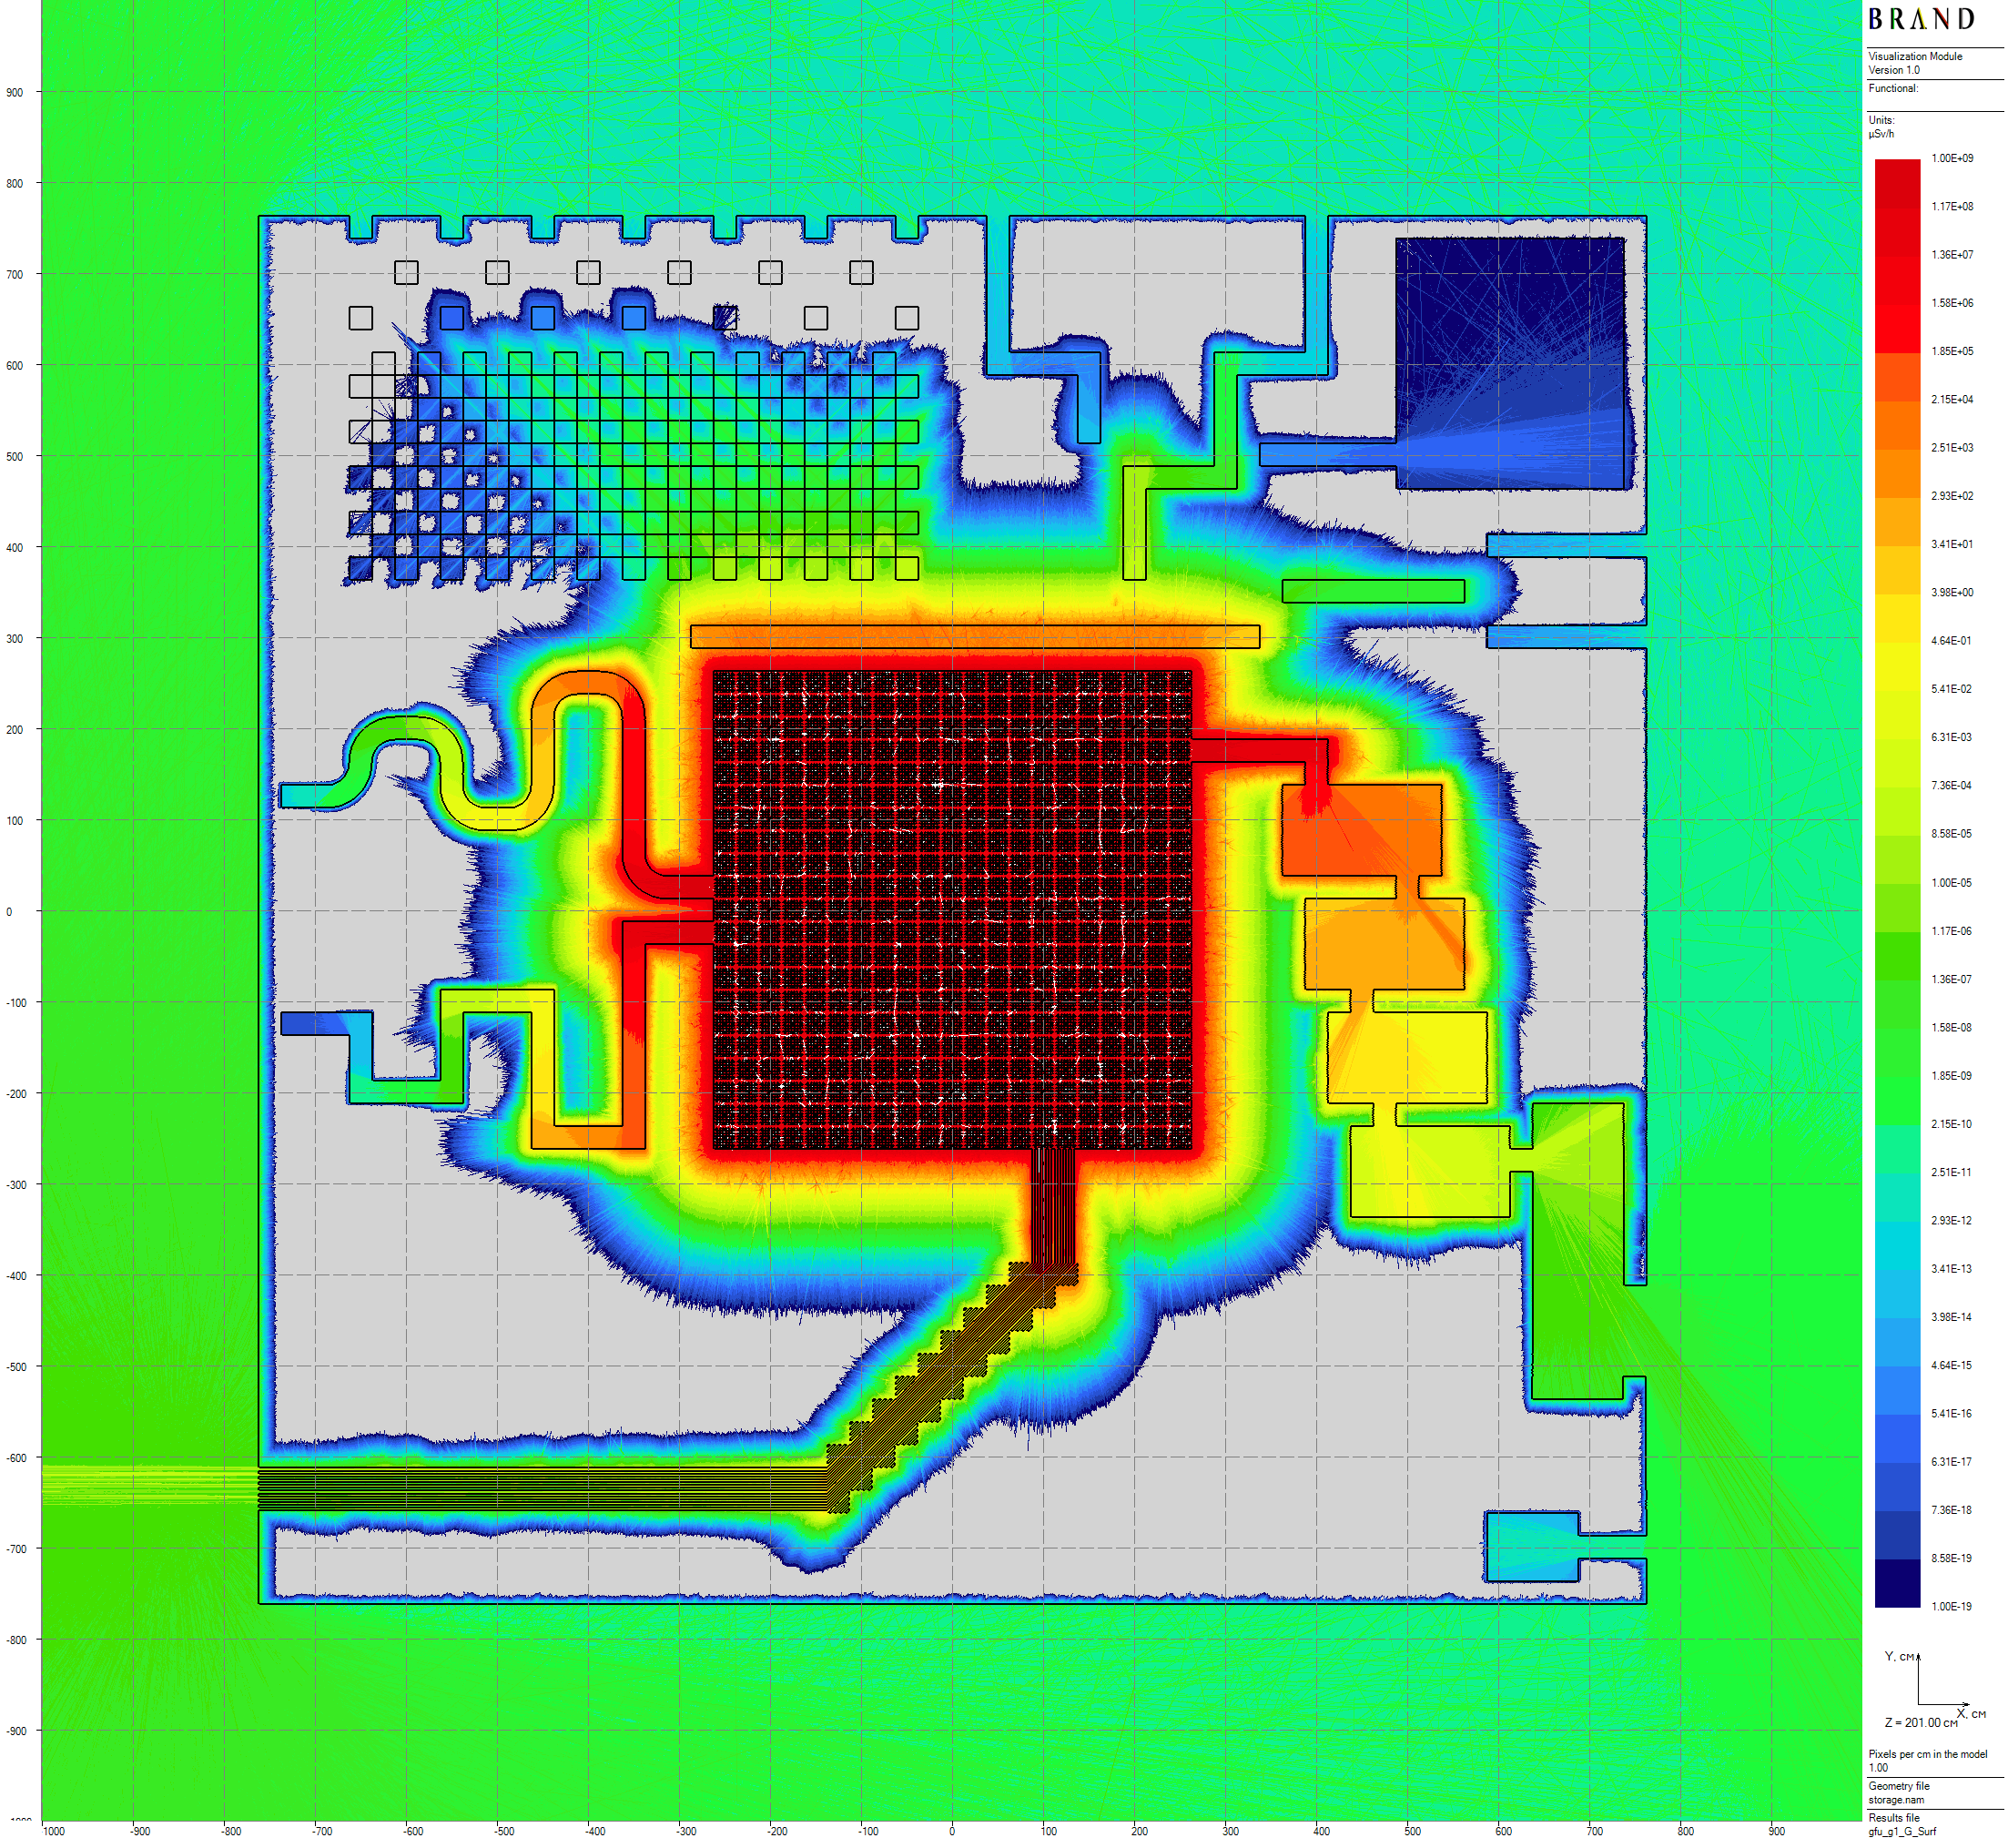 BRAND
Visualization Module
Version 1.0
Functional:
Units:
µSv/h
1.00E+09
1.17E+08
1.36E+07
1.58E+06
1.85E+05
2.15E+04
2.51E+03
2.93E+02
3.41E+01
3.98E+00
4.64E-01
5.41E-02
6.31E-03
7.36E-04
8.58E-05
1.00E-05
1.17E-06
1.36E-07
1.58E-08
1.85E-09
2.15E-10
2.51E-11
2.93E-12
3.41E-13
3.98E-14
4.64E-15
5.41E-16
6.31E-17
7.36E-18
8.58E-19
1.00E-19
Y, см
X, см
Z = 201.00 см
Pixels per cm in the model
1.00
Geometry file
storage.nam
Results file
gfu_g1_G_Surf
900
800
700
600
500
400
300
200
100
0
-100
-200
-300
-400
-500
-600
-700
-800
-900
1000 -900 -800 -700 -600 -500 -400 -300 -200 -100 0 100 200 300 400 500 600 700 800 900